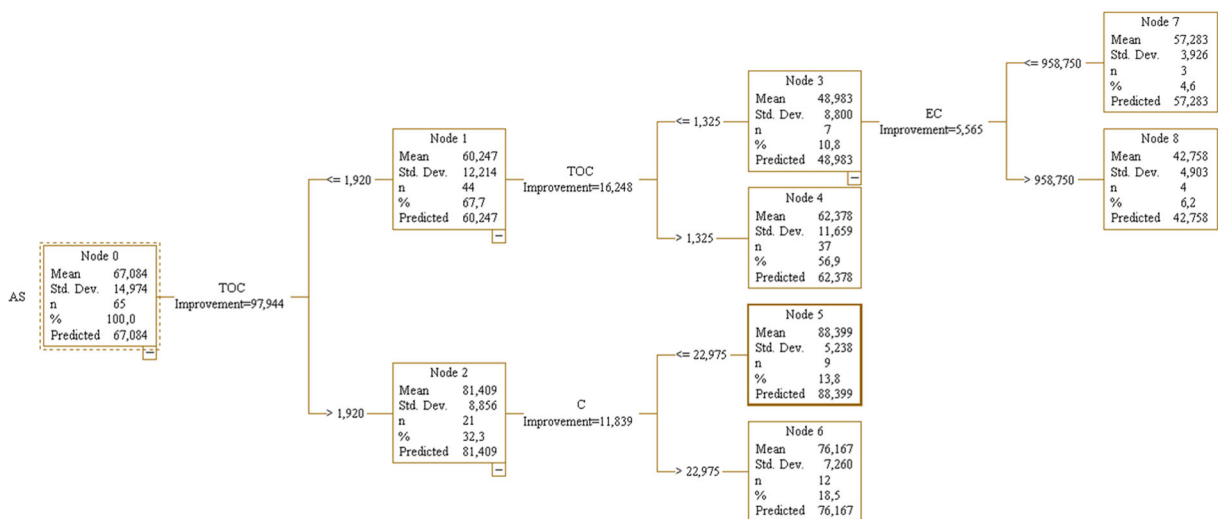 AS
Node 0
Mean 67,084
Std. Dev. 14,974
n 65
% 100,0
Predicted 67,084
TOC
Improvement=97,944
<= 1,920
Node 1
Mean 60,247
Std. Dev. 12,214
n 44
% 67,7
Predicted 60,247
TOC
Improvement=16,248
<= 1,325
Node 3
Mean 48,983
Std. Dev. 8,800
n 7
% 10,8
Predicted 48,983
EC
Improvement=5,565
<= 958,750
Node 7
Mean 57,283
Std. Dev. 3,926
n 3
% 4,6
Predicted 57,283
> 958,750
Node 8
Mean 42,758
Std. Dev. 4,903
n 4
% 6,2
Predicted 42,758
> 1,325
Node 4
Mean 62,378
Std. Dev. 11,659
n 37
% 56,9
Predicted 62,378
> 1,920
Node 2
Mean 81,409
Std. Dev. 8,856
n 21
% 32,3
Predicted 81,409
C
Improvement=11,839
<= 22,975
Node 5
Mean 88,399
Std. Dev. 5,238
n 9
% 13,8
Predicted 88,399
> 22,975
Node 6
Mean 76,167
Std. Dev. 7,260
n 12
% 18,5
Predicted 76,167